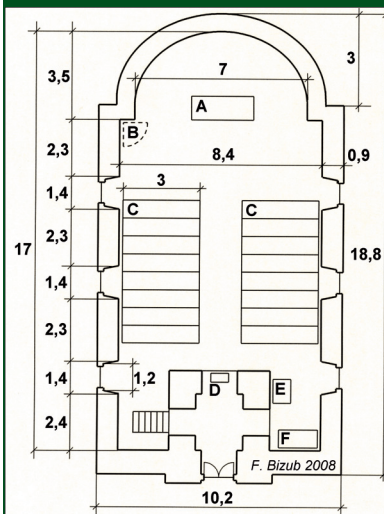 3
3,5
7
A
B
2,3
8,4
0,9
1,4
3
C
C
2,3
17
18,8
1,4
2,3
1,4
1,2
D
E
2,4
F
F. Bizub 2008
10,2